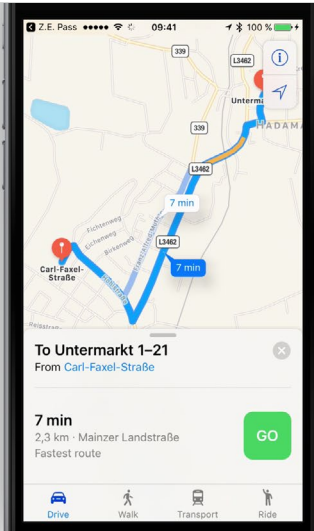 Z.E. Pass 09:41 100 %
339
L3462
Unterma
339
HADAMA
L3462
7 min
Fichtenweg
Eichenweg
Birkenweg
L3462
7 min
Carl-Faxel-
Straße
To Untermarkt 1–21
From Carl-Faxel-Straße
7 min
2,3 km · Mainzer Landstraße
Fastest route
GO
Drive Walk Transport Ride